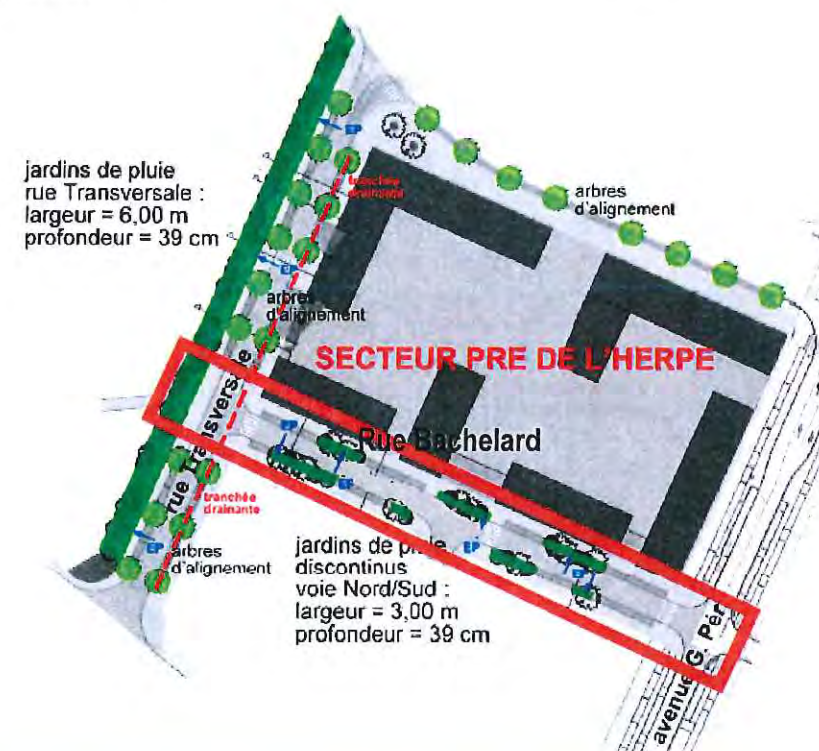 EP
jardins de pluie
rue Transversale :
largeur = 6,00 m
profondeur = 39 cm
tranchée
drainante
arbres
d'alignement
arbres
d'alignement
SECTEUR PRE DE L'HERPE
rue Transversale
Rue Bachelard
EP
EP
tranchée
drainante
EP
arbres
d'alignement
jardins de pluie
discontinus
voie Nord/Sud :
largeur = 3,00 m
profondeur = 39 cm
EP
EP
avenue G. Pér